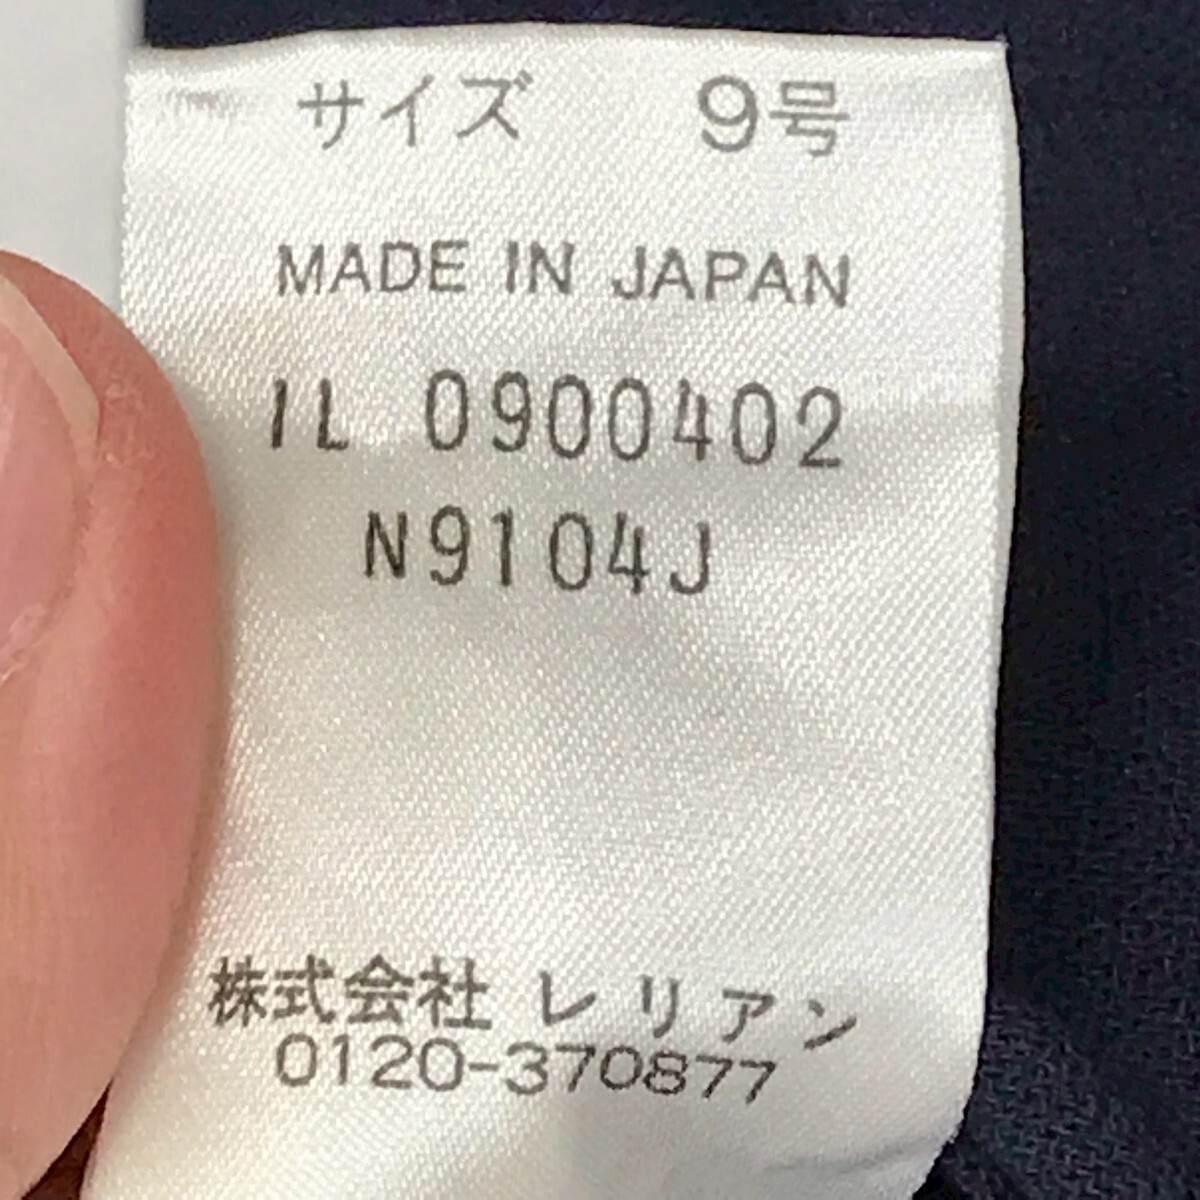 サイズ 9号
MADE IN JAPAN
IL 0900402
N9104J
株式会社 レリアン
0120-370877